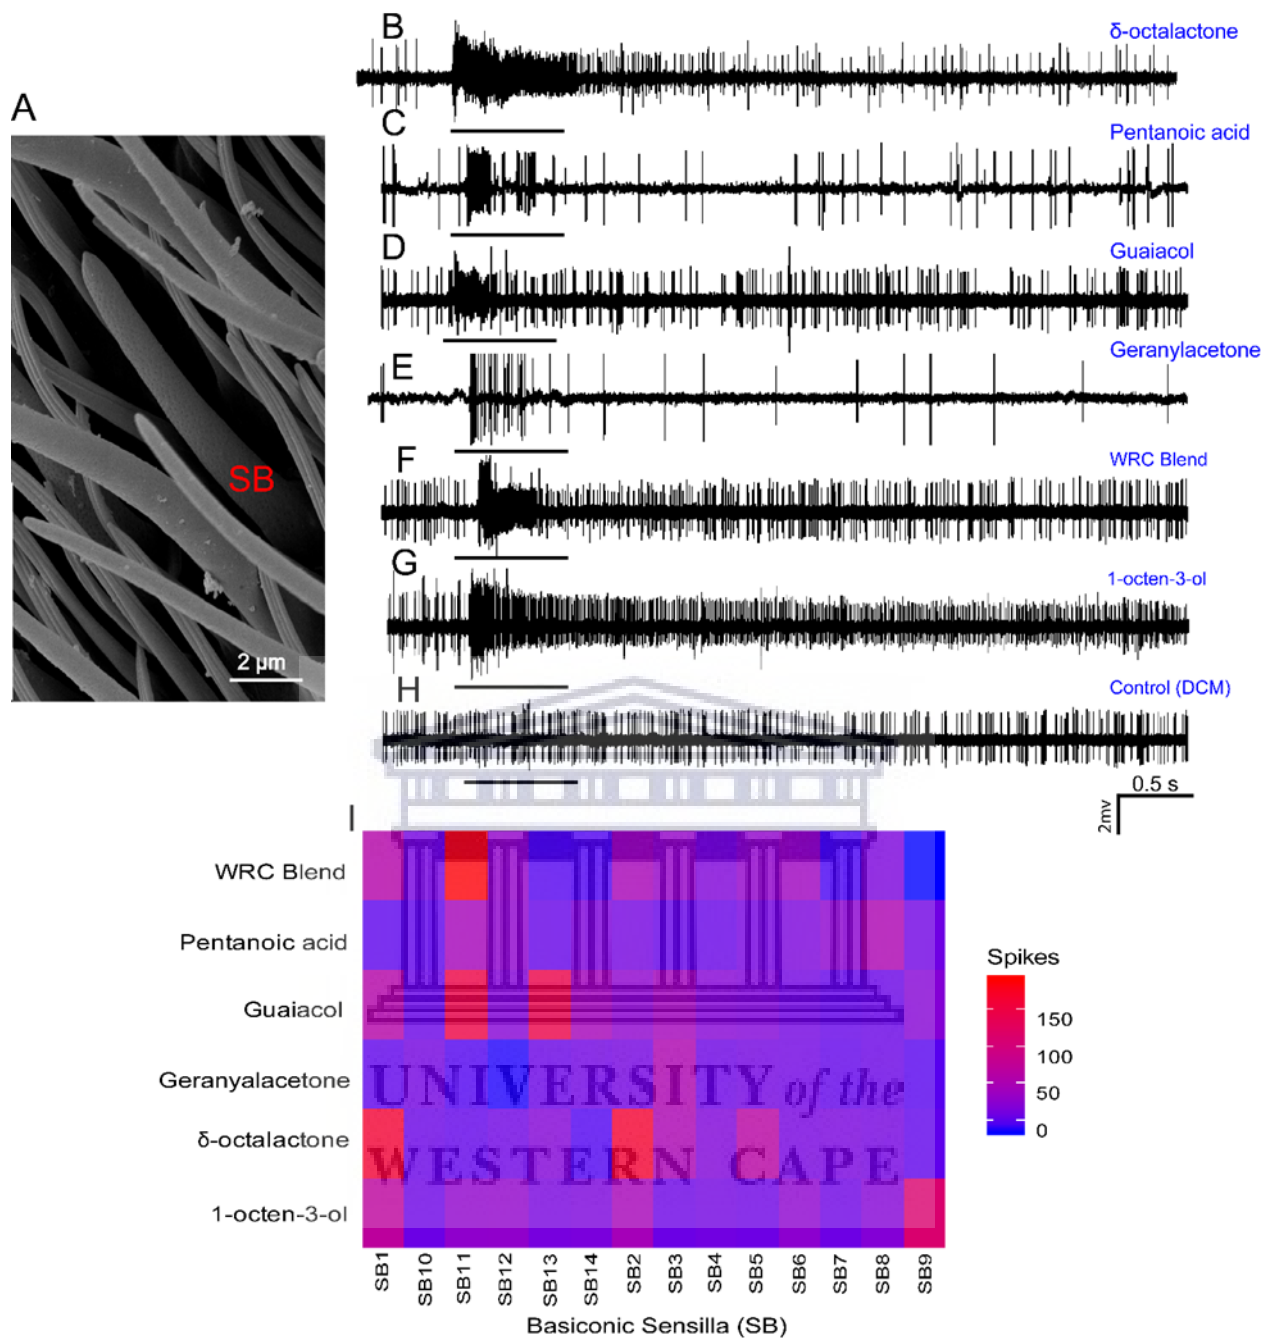 A
SB
2 µm
B
δ-octalactone
C
Pentanoic acid
D
Guaiacol
E
Geranylacetone
F
WRC Blend
G
1-octen-3-ol
H
Control (DCM)
0.5 s
2mv
I
WRC Blend
Pentanoic acid
Guaiacol
Geranyalacetone
δ-octalactone
1-octen-3-ol
UNIVERSITY of the
WESTERN CAPE
Spikes
150
100
50
0
SB1 SB10 SB11 SB12 SB13 SB14 SB2 SB3 SB4 SB5 SB6 SB7 SB8 SB9
Basiconic Sensilla (SB)